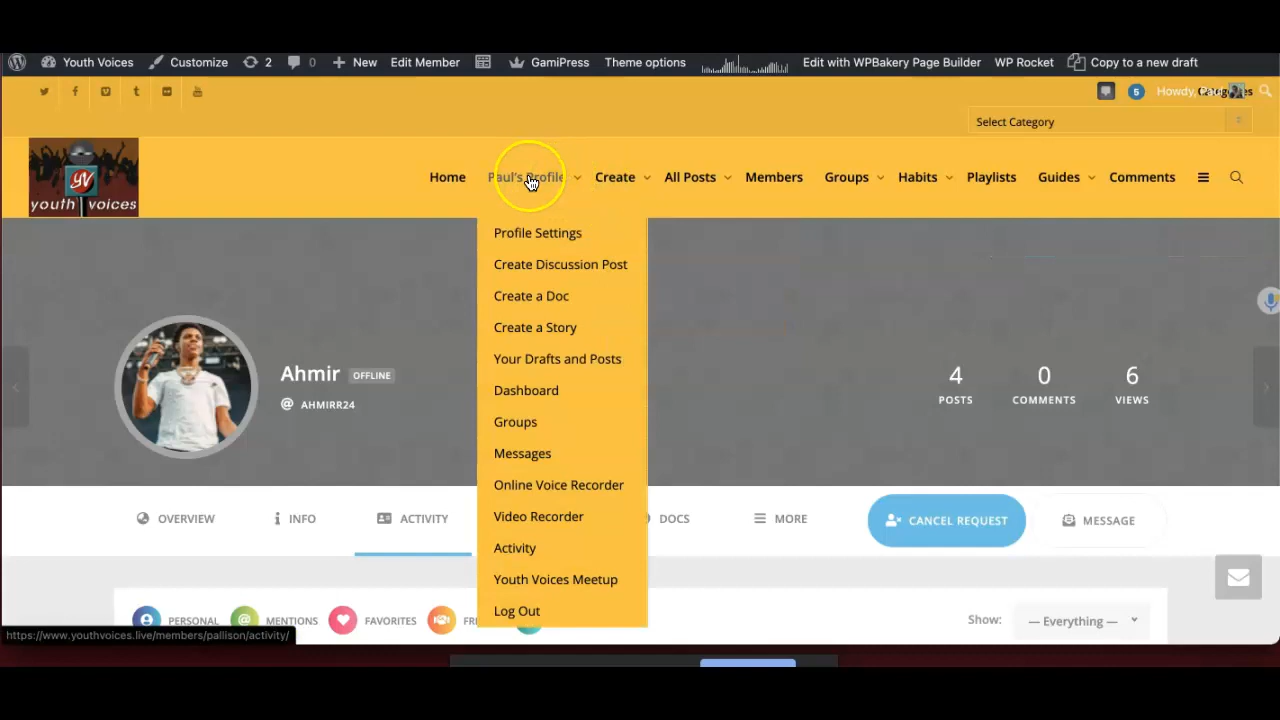 Youth Voices Customize 2 0 New Edit Member GamiPress Theme options Edit with WPBakery Page Builder WP Rocket Copy to a new draft
5 Howdy, Paul
Select Category
YV
youth voices
Home Paul's Profile Create All Posts Members Groups Habits Playlists Guides Comments
Profile Settings
Create Discussion Post
Create a Doc
Create a Story
Your Drafts and Posts
Dashboard
Groups
Messages
Online Voice Recorder
Video Recorder
Activity
Youth Voices Meetup
Log Out
Ahmir OFFLINE
@ AHMIRR24
4 0 6
POSTS COMMENTS VIEWS
OVERVIEW INFO ACTIVITY DOCS MORE CANCEL REQUEST MESSAGE
PERSONAL MENTIONS FAVORITES Show: — Everything —
https://www.youthvoices.live/members/pallison/activity/